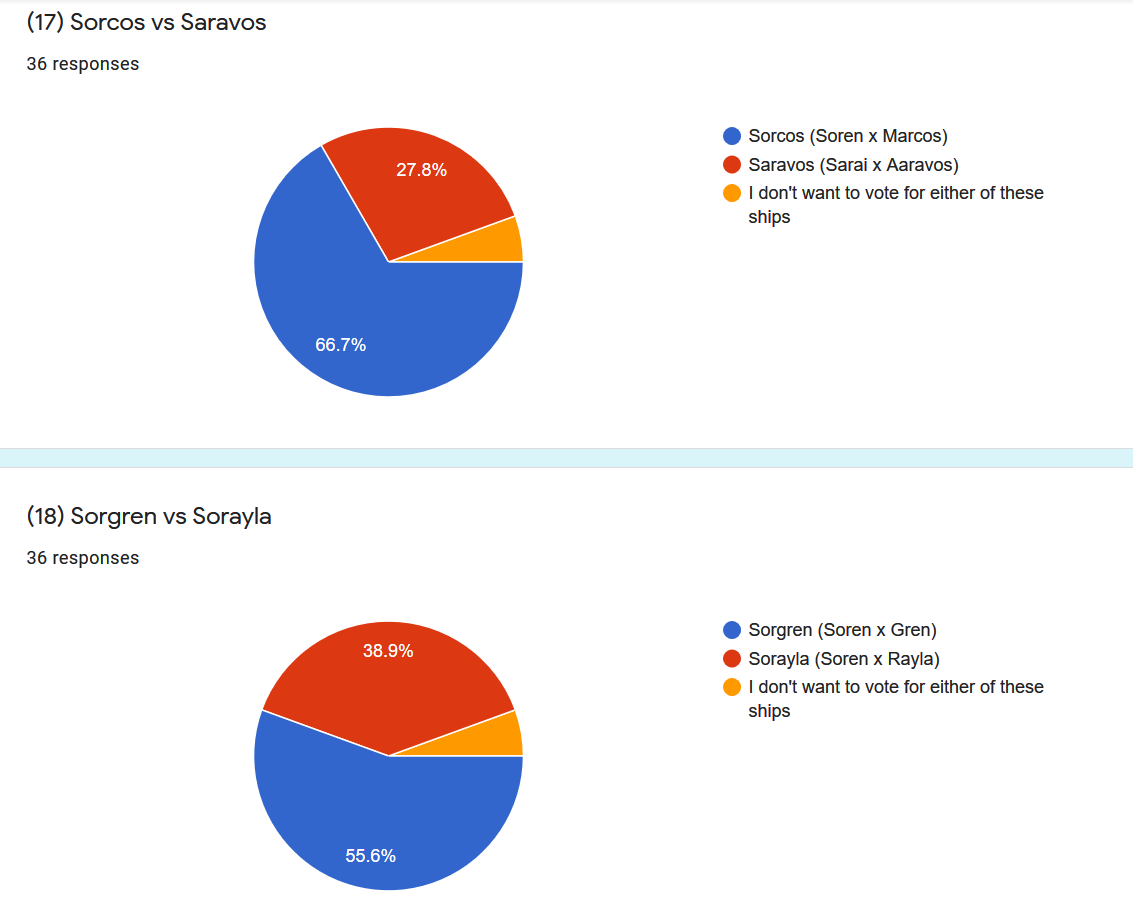 (17) Sorcos vs Saravos
36 responses
27.8%
66.7%
Sorcos (Soren x Marcos)
Saravos (Sarai x Aaravos)
I don't want to vote for either of these
ships
(18) Sorgren vs Sorayla
36 responses
38.9%
55.6%
Sorgren (Soren x Gren)
Sorayla (Soren x Rayla)
I don't want to vote for either of these
ships